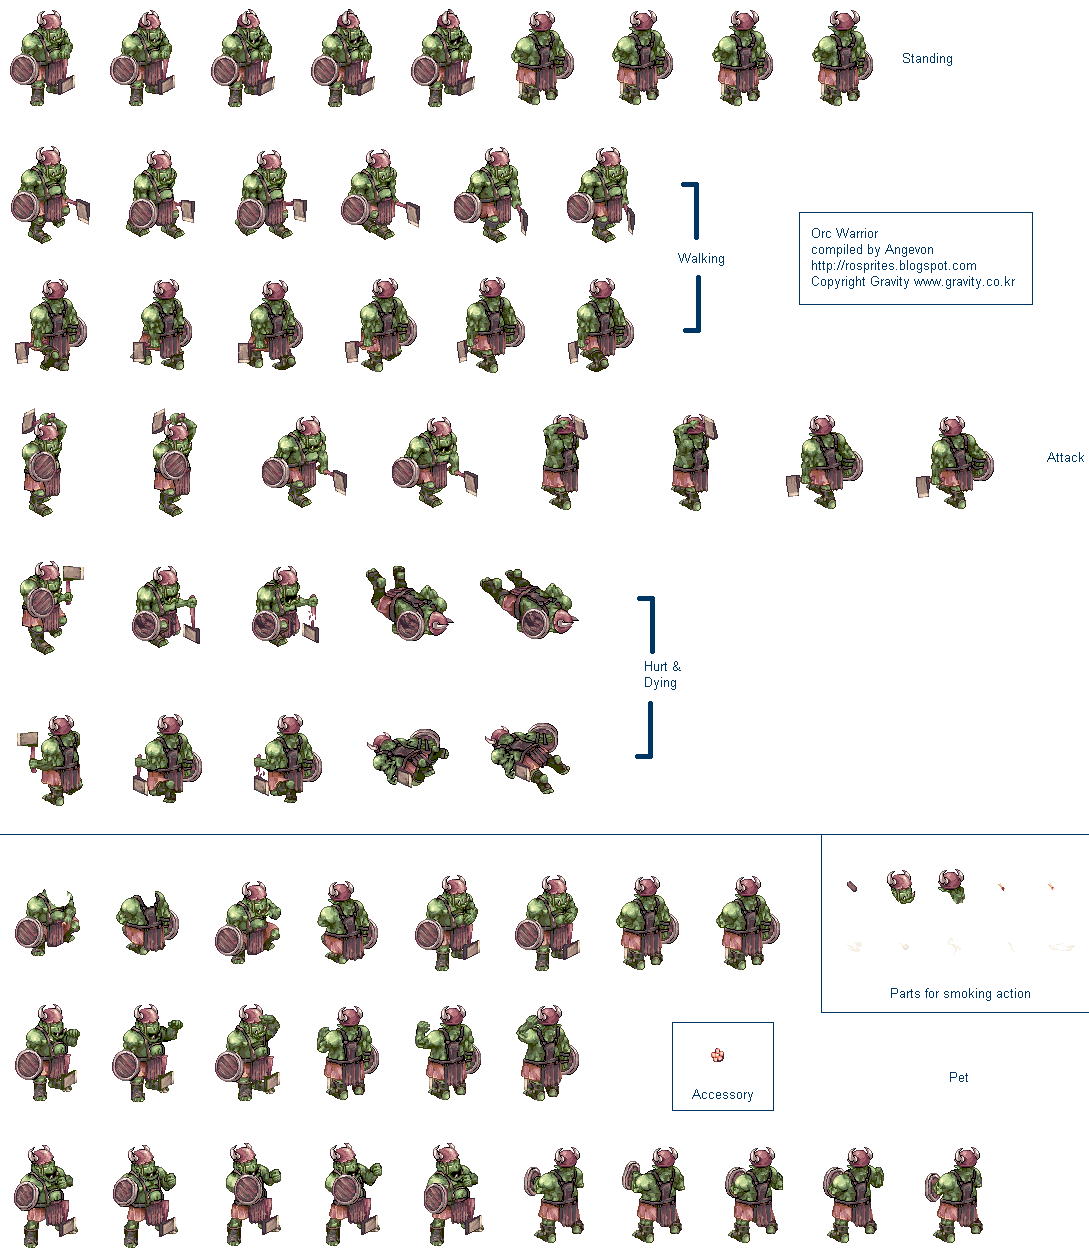 Standing
Orc Warrior
compiled by Angevon
http://rosprites.blogspot.com
Copyright Gravity www.gravity.co.kr
Walking
Attack
Hurt &
Dying
Parts for smoking action
Accessory
Pet